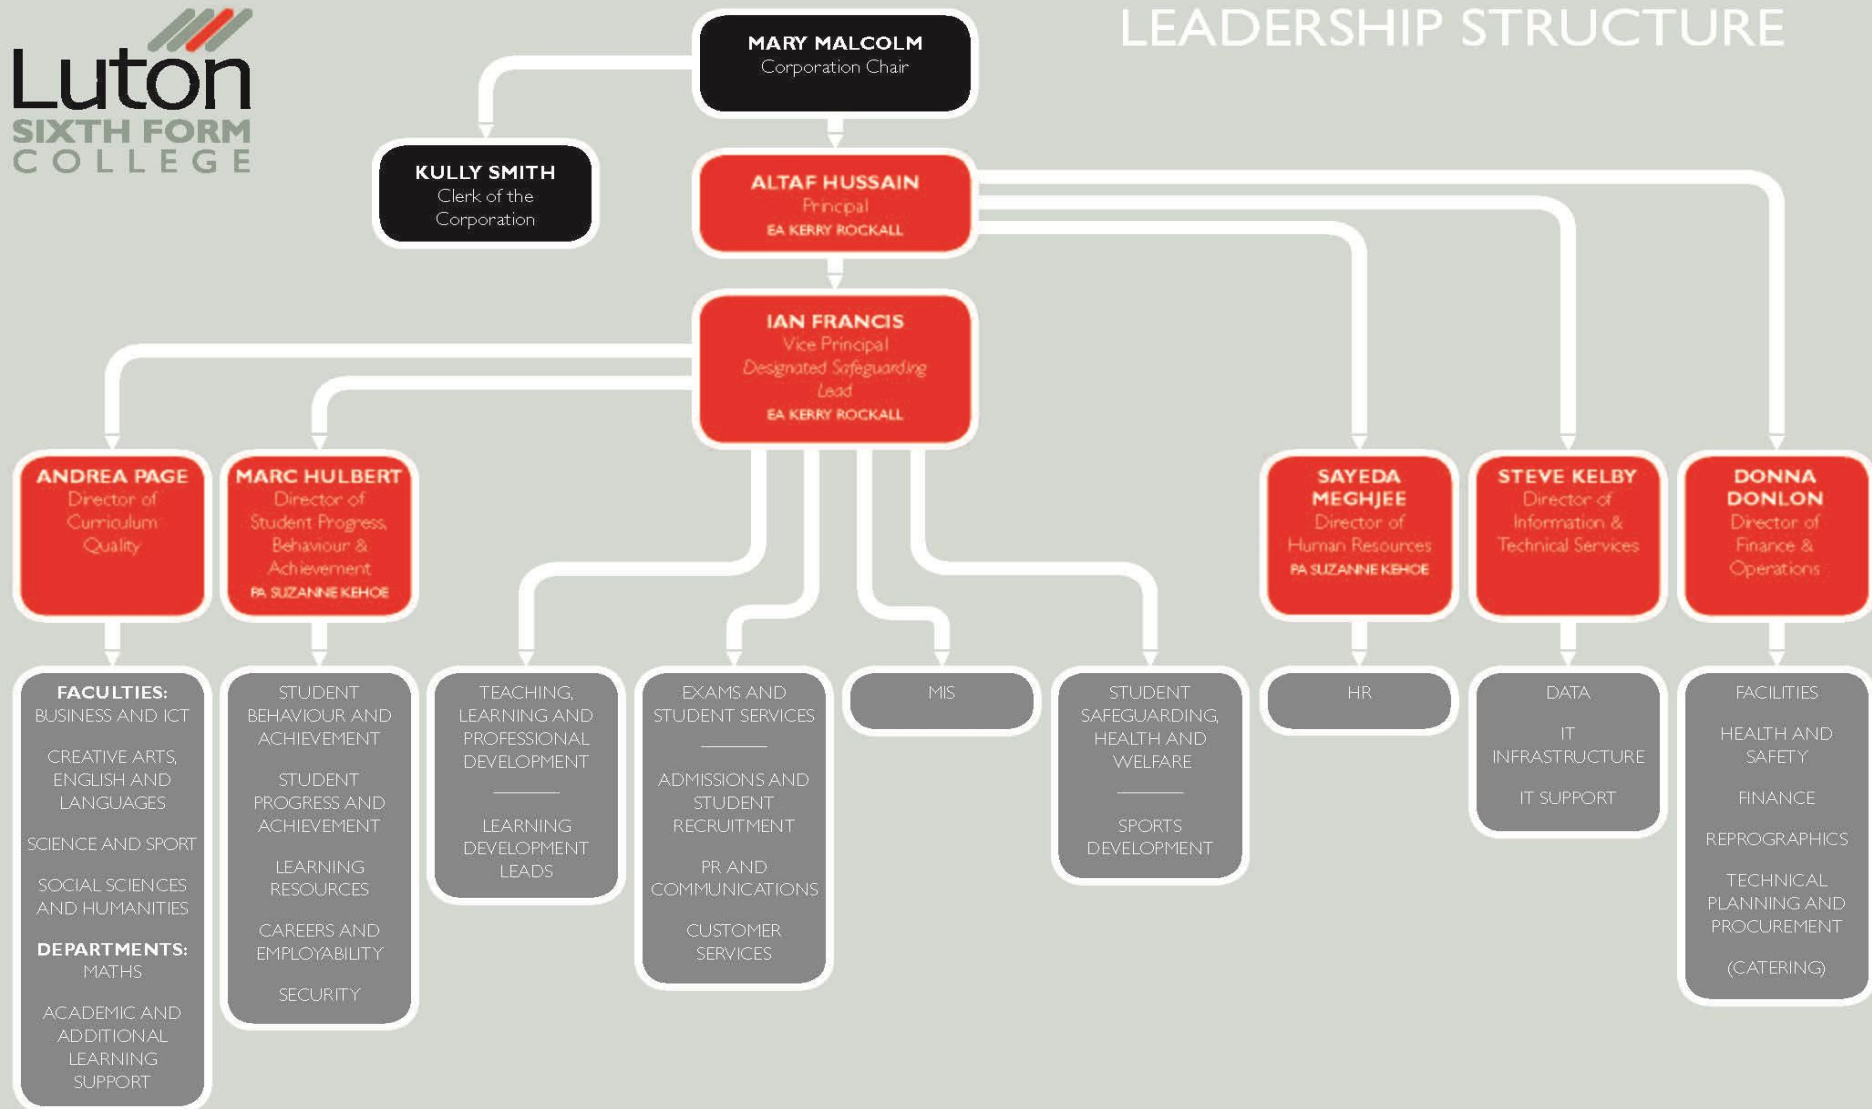 Luton
SIXTH FORM
COLLEGE
LEADERSHIP STRUCTURE
MARY MALCOLM
Corporation Chair
KULLY SMITH
Clerk of the
Corporation
ALTAF HUSSAIN
Principal
EA KERRY ROCKALL
IAN FRANCIS
Vice Principal
Designated Safeguarding
Lead
EA KERRY ROCKALL
ANDREA PAGE
Director of
Curriculum
Quality
MARC HULBERT
Director of
Student Progress,
Behaviour &
Achievement
PA SUZANNE KEHOE
SAYEDA
MEGHJEE
Director of
Human Resources
PA SUZANNE KEHOE
STEVE KELBY
Director of
Information &
Technical Services
DONNA
DONLON
Director of
Finance &
Operations
FACULTIES:
BUSINESS AND ICT
CREATIVE ARTS,
ENGLISH AND
LANGUAGES
SCIENCE AND SPORT
SOCIAL SCIENCES
AND HUMANITIES
DEPARTMENTS:
MATHS
ACADEMIC AND
ADDITIONAL
LEARNING
SUPPORT
STUDENT
BEHAVIOUR AND
ACHIEVEMENT
STUDENT
PROGRESS AND
ACHIEVEMENT
LEARNING
RESOURCES
CAREERS AND
EMPLOYABILITY
SECURITY
TEACHING,
LEARNING AND
PROFESSIONAL
DEVELOPMENT
LEARNING
DEVELOPMENT
LEADS
EXAMS AND
STUDENT SERVICES
ADMISSIONS AND
STUDENT
RECRUITMENT
PR AND
COMMUNICATIONS
CUSTOMER
SERVICES
MIS
STUDENT
SAFEGUARDING,
HEALTH AND
WELFARE
SPORTS
DEVELOPMENT
HR
DATA
IT
INFRASTRUCTURE
IT SUPPORT
FACILITIES
HEALTH AND
SAFETY
FINANCE
REPROGRAPHICS
TECHNICAL
PLANNING AND
PROCUREMENT
(CATERING)